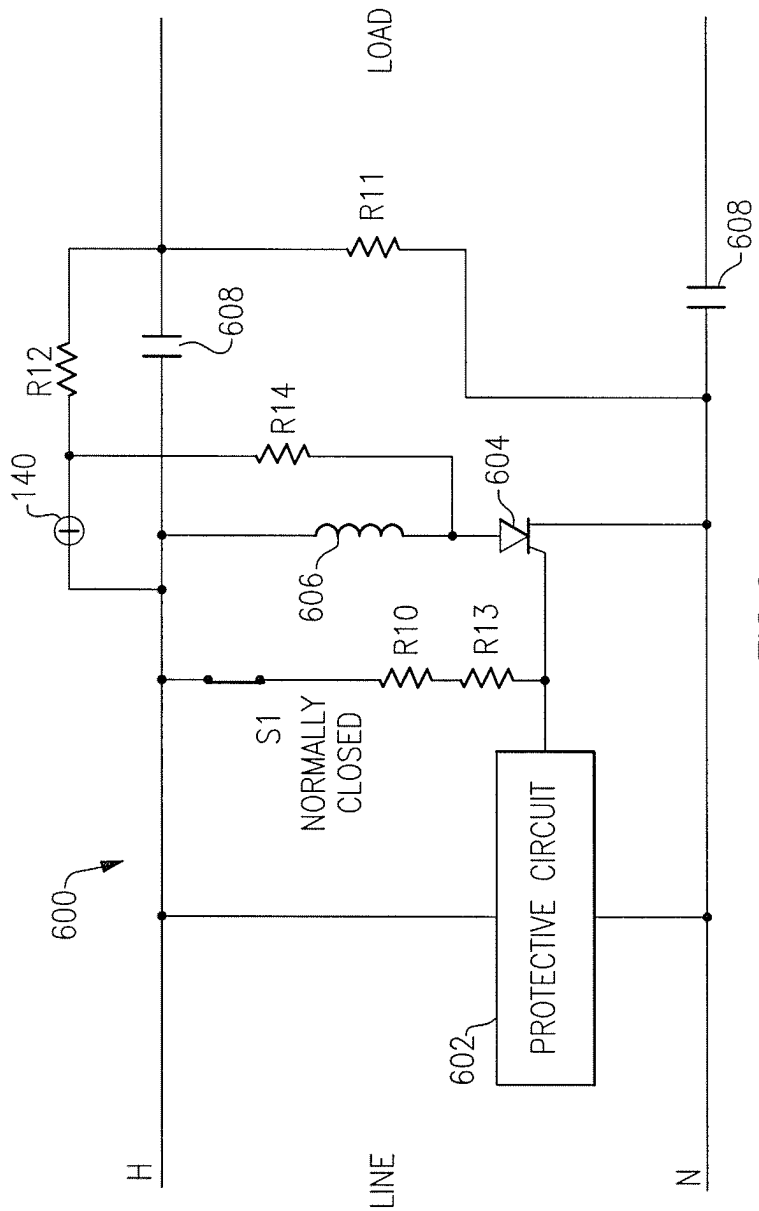 140
R12
600
H
608
S1
NORMALLY
CLOSED
R14
606
R11
LINE
LOAD
R10
R13
604
602
PROTECTIVE CIRCUIT
N
608